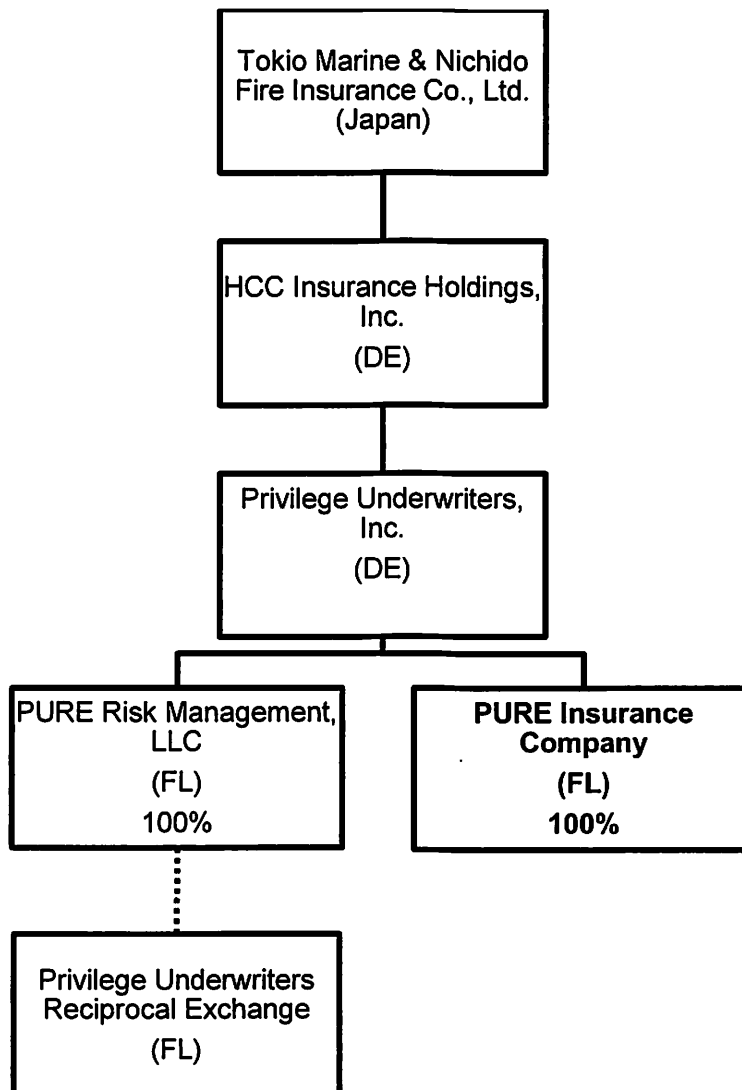 Tokio Marine & Nichido
Fire Insurance Co., Ltd.
(Japan)
HCC Insurance Holdings,
Inc.
(DE)
Privilege Underwriters,
Inc.
(DE)
PURE Risk Management,
LLC
(FL)
100%
PURE Insurance
Company
(FL)
100%
Privilege Underwriters
Reciprocal Exchange
(FL)